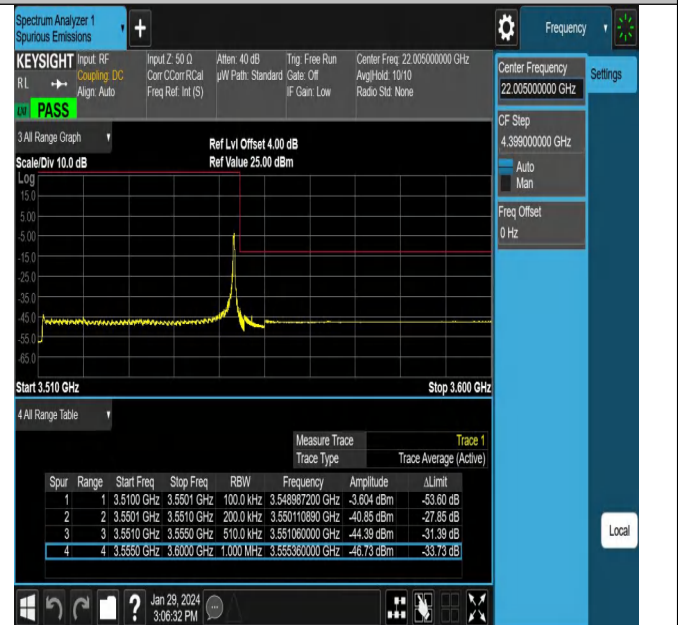 Spectrum Analyzer 1
Spurious Emissions
+
Frequency
KEYSIGHT
RL
Input: RF
Coupling: DC
Align: Auto
Input Z: 50 Ω
Corr CCorr RCal
Freq Ref: Int (S)
Atten: 40 dB
µW Path: Standard
Trig: Free Run
Gate: Off
IF Gain: Low
Center Freq: 22.005000000 GHz
Avg|Hold: 10/10
Radio Std: None
PASS
Center Frequency
22.005000000 GHz
Settings
CF Step
4.399000000 GHz
Auto
Man
Freq Offset
0 Hz
3 All Range Graph
Scale/Div 10.0 dB
Ref Lvl Offset 4.00 dB
Ref Value 25.00 dBm
Log
15.0
5.00
-5.00
-15.0
-25.0
-35.0
-45.0
-55.0
-65.0
Start 3.510 GHz Stop 3.600 GHz
4 All Range Table
Measure Trace Trace 1
Trace Type Trace Average (Active)
Spur Range Start Freq Stop Freq RBW Frequency Amplitude ΔLimit
1 1 3.5100 GHz 3.5501 GHz 100.0 kHz 3.548987200 GHz -3.604 dBm -53.60 dB
2 2 3.5501 GHz 3.5510 GHz 200.0 kHz 3.550110890 GHz -40.85 dBm -27.85 dB
3 3 3.5510 GHz 3.5550 GHz 510.0 kHz 3.551060000 GHz -44.39 dBm -31.39 dB
4 4 3.5550 GHz 3.6000 GHz 1.000 MHz 3.555360000 GHz -46.73 dBm -33.73 dB
Local
?
Jan 29, 2024
3:06:32 PM